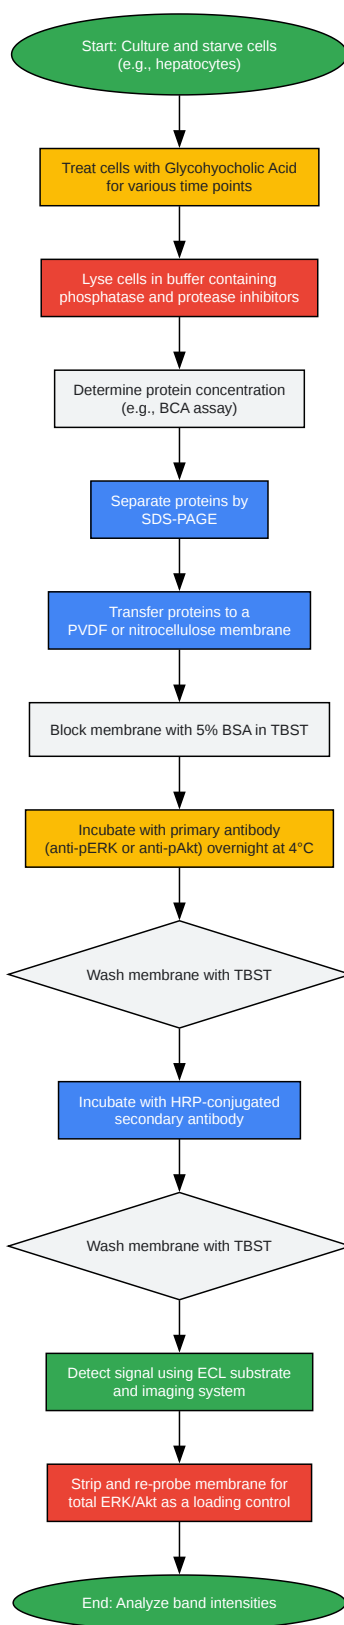 Start: Culture and starve cells
(e.g., hepatocytes)
Treat cells with Glycohyocholic Acid
for various time points
Lyse cells in buffer containing
phosphatase and protease inhibitors
Determine protein concentration
(e.g., BCA assay)
Separate proteins by
SDS-PAGE
Transfer proteins to a
PVDF or nitrocellulose membrane
Block membrane with 5% BSA in TBST
Incubate with primary antibody
(anti-pERK or anti-pAkt) overnight at 4°C
Wash membrane with TBST
Incubate with HRP-conjugated
secondary antibody
Wash membrane with TBST
Detect signal using ECL substrate
and imaging system
Strip and re-probe membrane for
total ERK/Akt as a loading control
End: Analyze band intensities